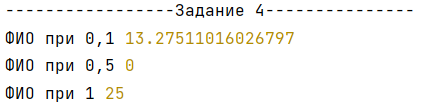 -----------------Задание 4---------------
ФИО при 0,1 13.27511016026797
ФИО при 0,5 0
ФИО при 1 25